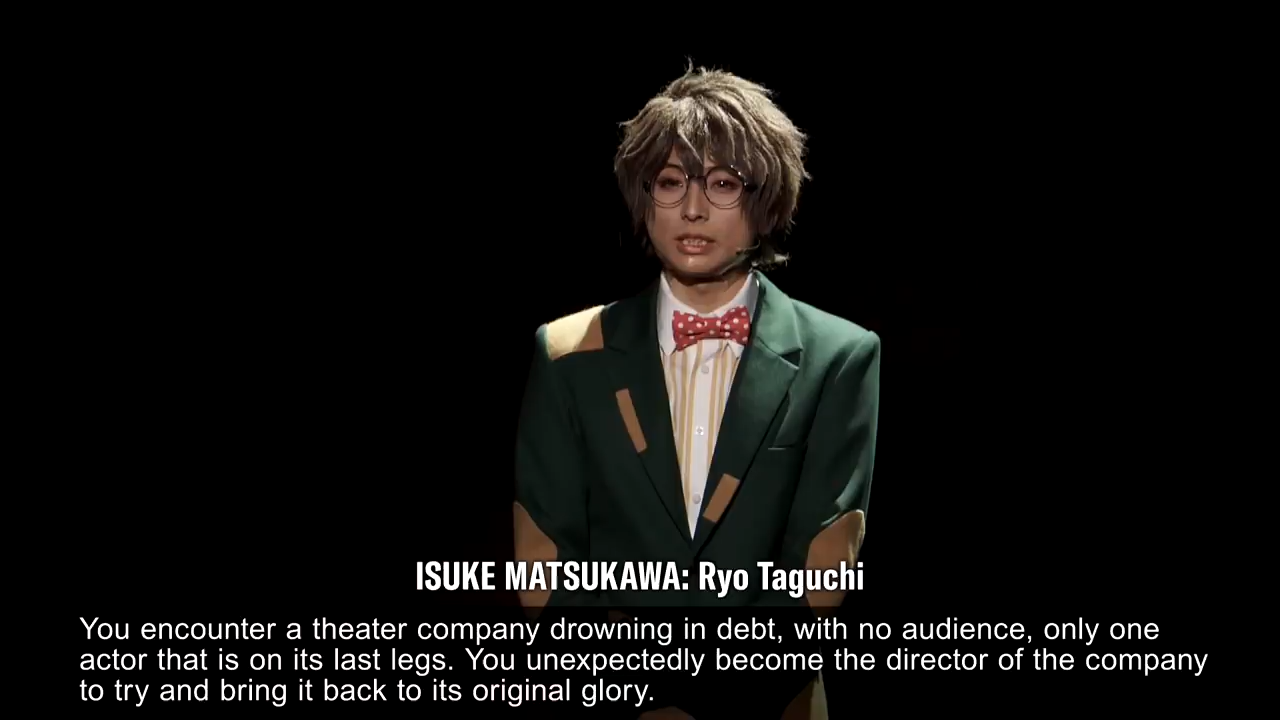 ISUKE MATSUKAWA: Ryo Taguchi
You encounter a theater company drowning in debt, with no audience, only one
actor that is on its last legs. You unexpectedly become the director of the company
to try and bring it back to its original glory.